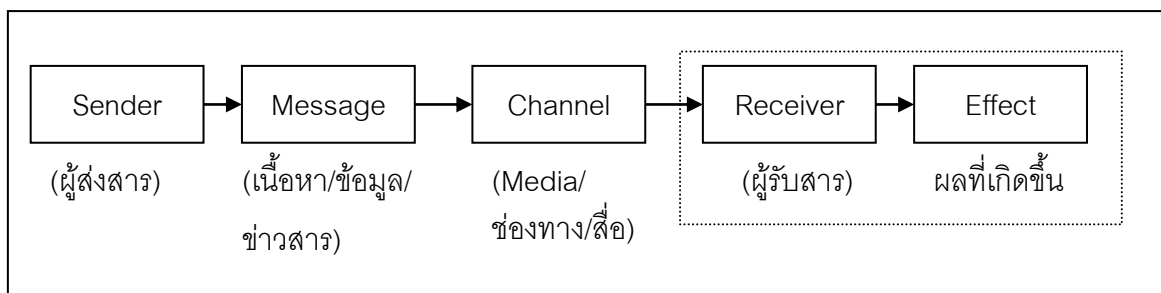 Sender Message Channel Receiver Effect
(ผู้ส่งสาร) (เนื้อหา/ข้อมูล/ (Media/ (ผู้รับสาร) ผลที่เกิดขึ้น
ข่าวสาร) ช่องทาง/สื่อ)